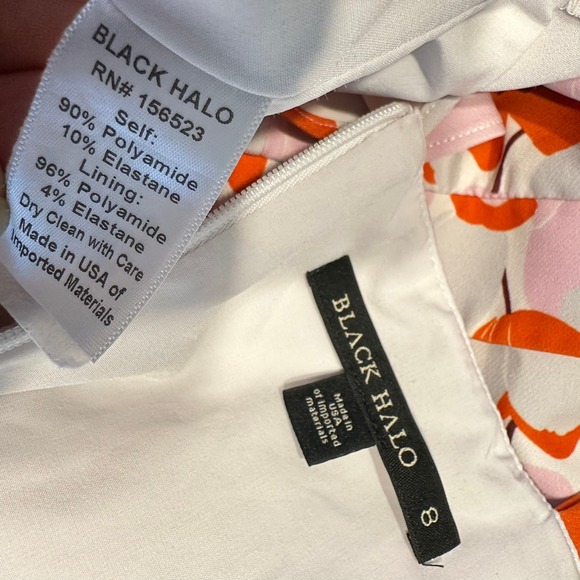 BLACK HALO
RN# 156523
Self:
90% Polyamide
10% Elastane
Lining:
96% Polyamide
4% Elastane
Dry Clean with Care
Made in USA of
Imported Materials
BLACK HALO
8
Made in
USA
of imported
materials